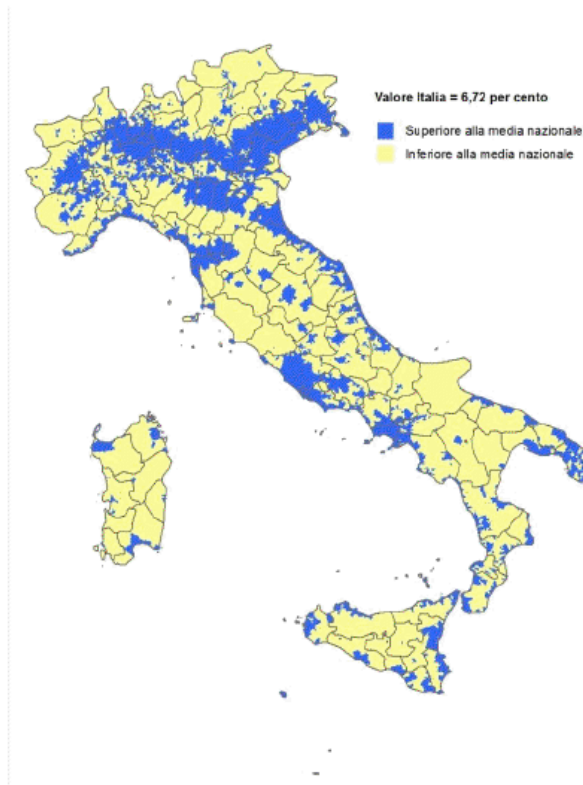 Valore Italia = 6,72 per cento
Superiore alla media nazionale
Inferiore alla media nazionale